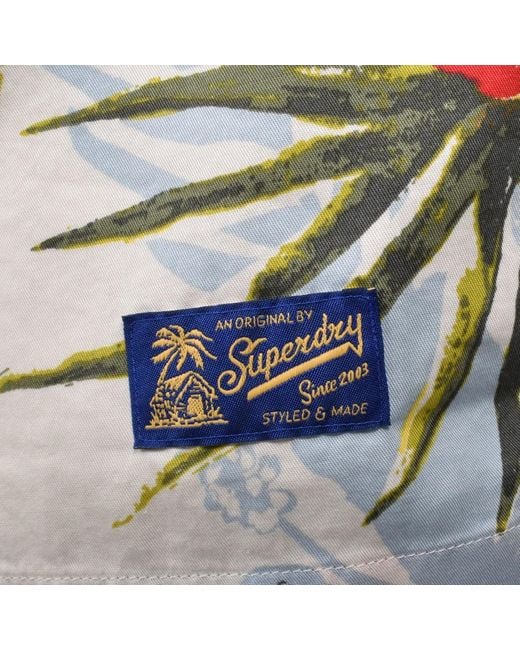 AN ORIGINAL BY
Superdry
Since 2003
STYLED & MADE